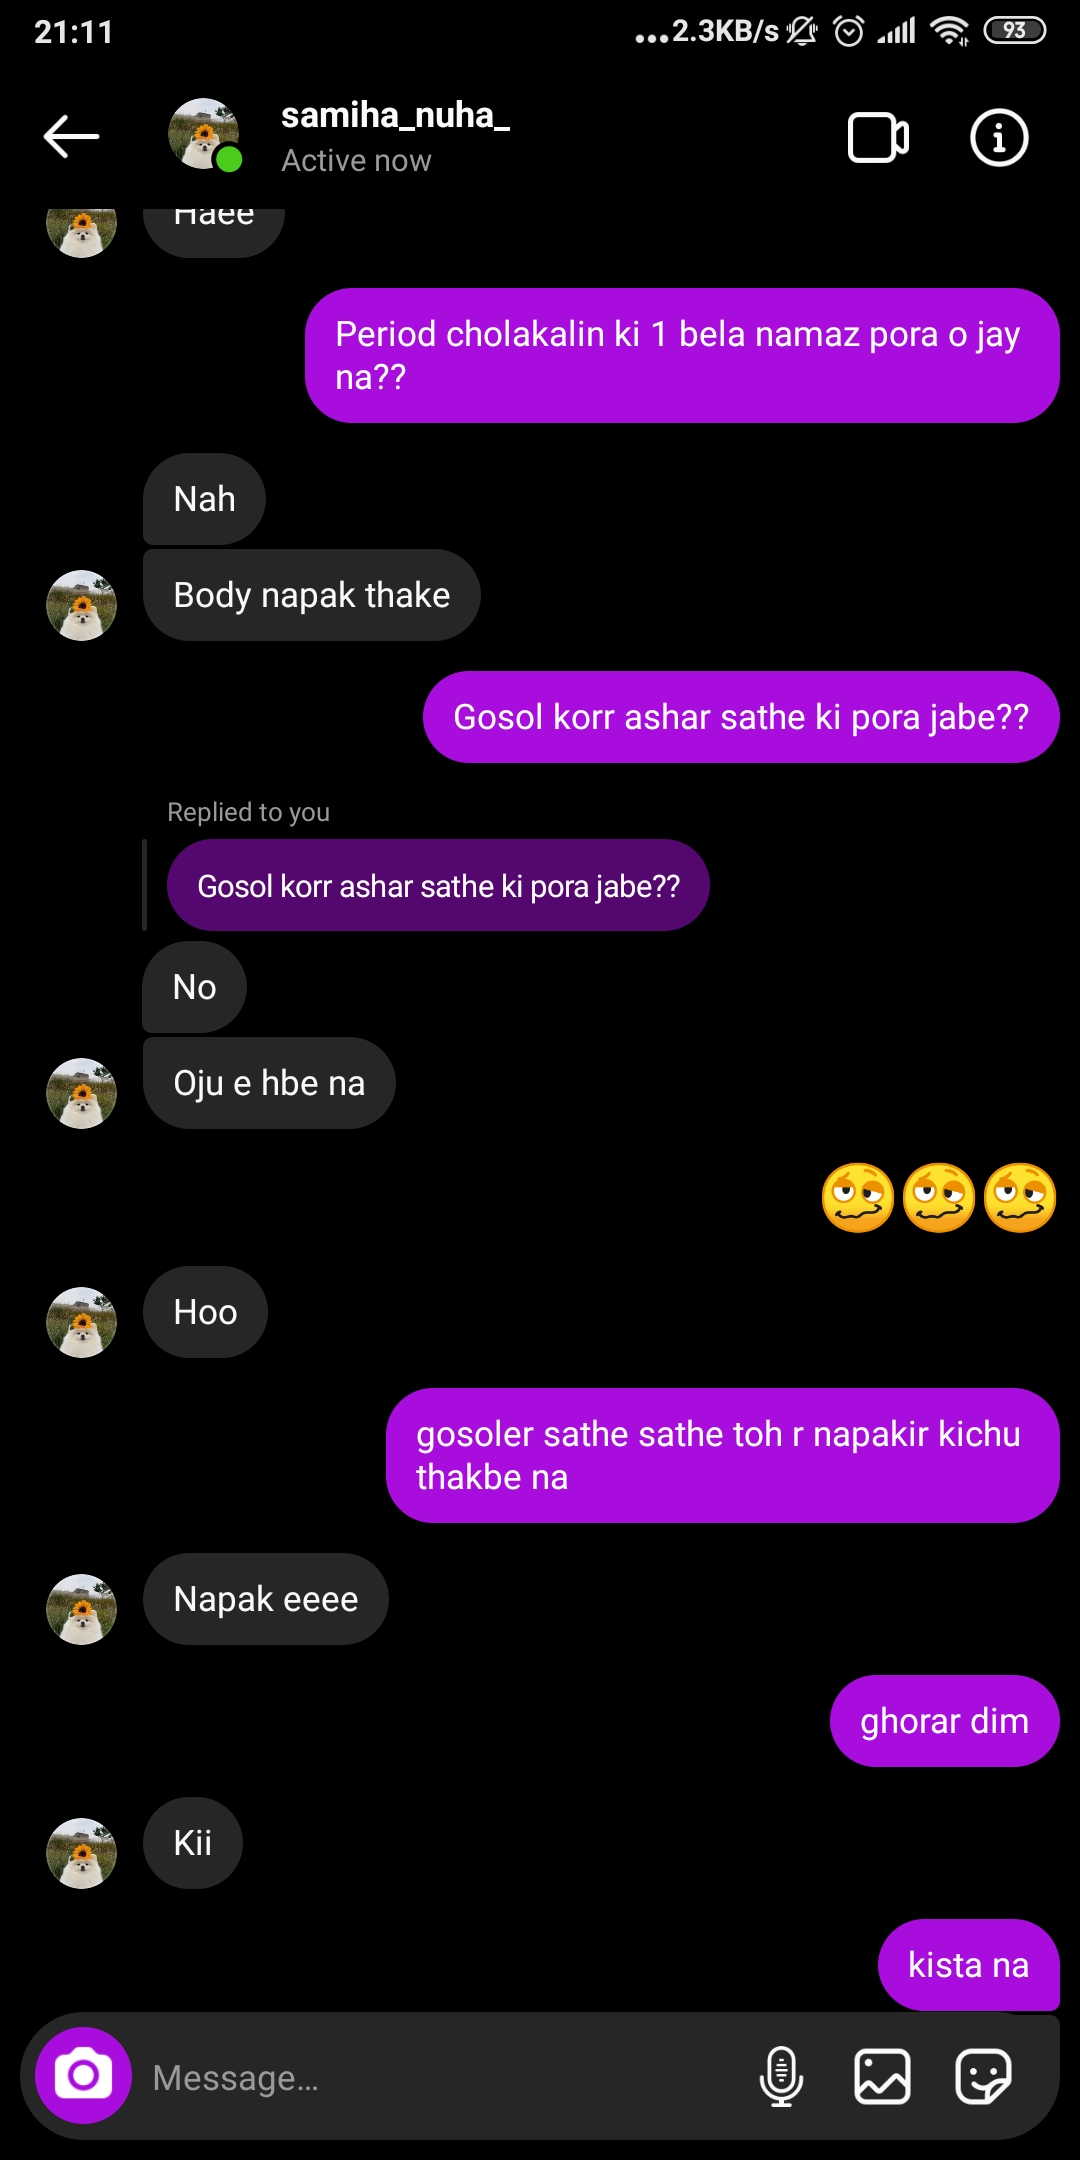 21:11
...2.3KB/s
93
samiha_nuha_
Active now
Haee
Period cholakalin ki 1 bela namaz pora o jay
na??
Nah
Body napak thake
Gosol korr ashar sathe ki pora jabe??
Replied to you
Gosol korr ashar sathe ki pora jabe??
No
Oju e hbe na
Hoo
gosoler sathe sathe toh r napakir kichu
thakbe na
Napak eeee
ghorar dim
Kii
kista na
Message...